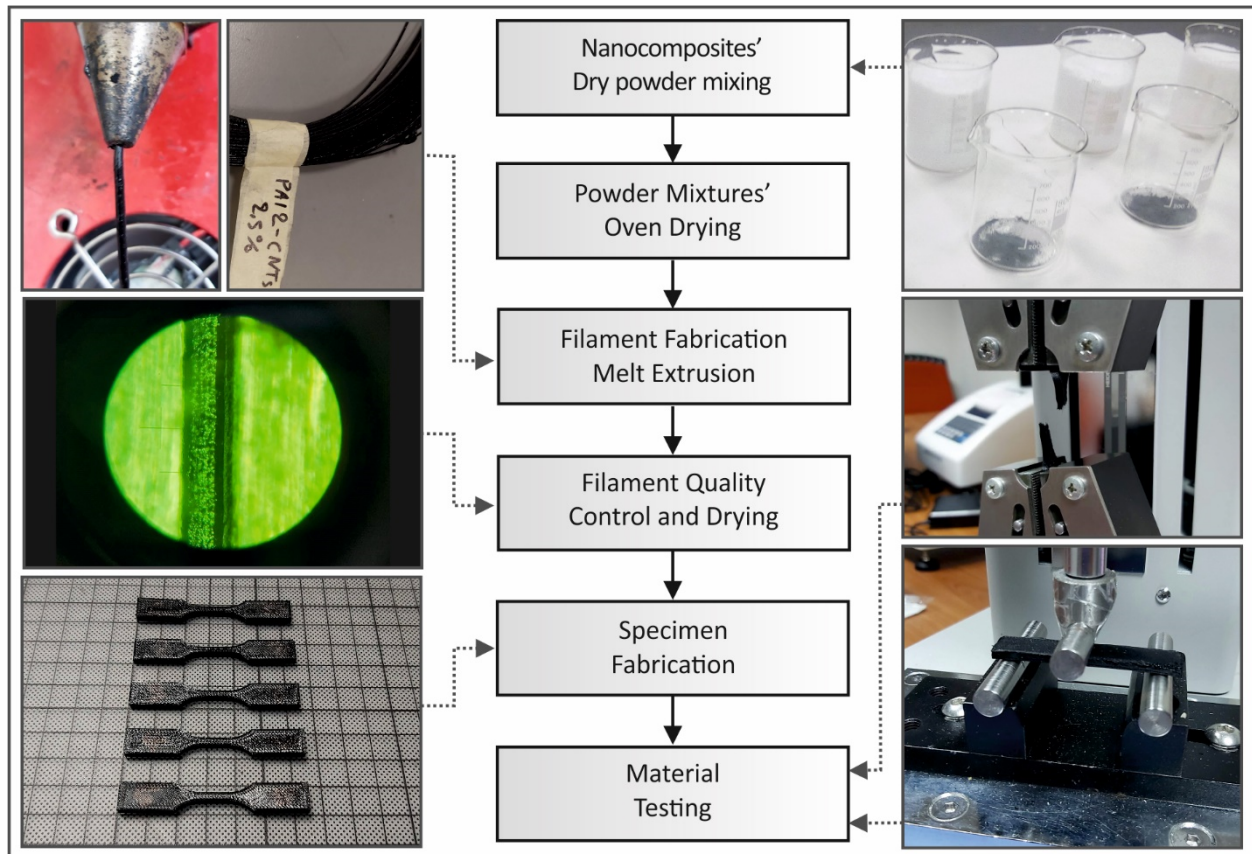 Nanocomposites'
Dry powder mixing
Powder Mixtures'
Oven Drying
Filament Fabrication
Melt Extrusion
Filament Quality
Control and Drying
Specimen
Fabrication
Material
Testing
PA12-CNTs
2.5%